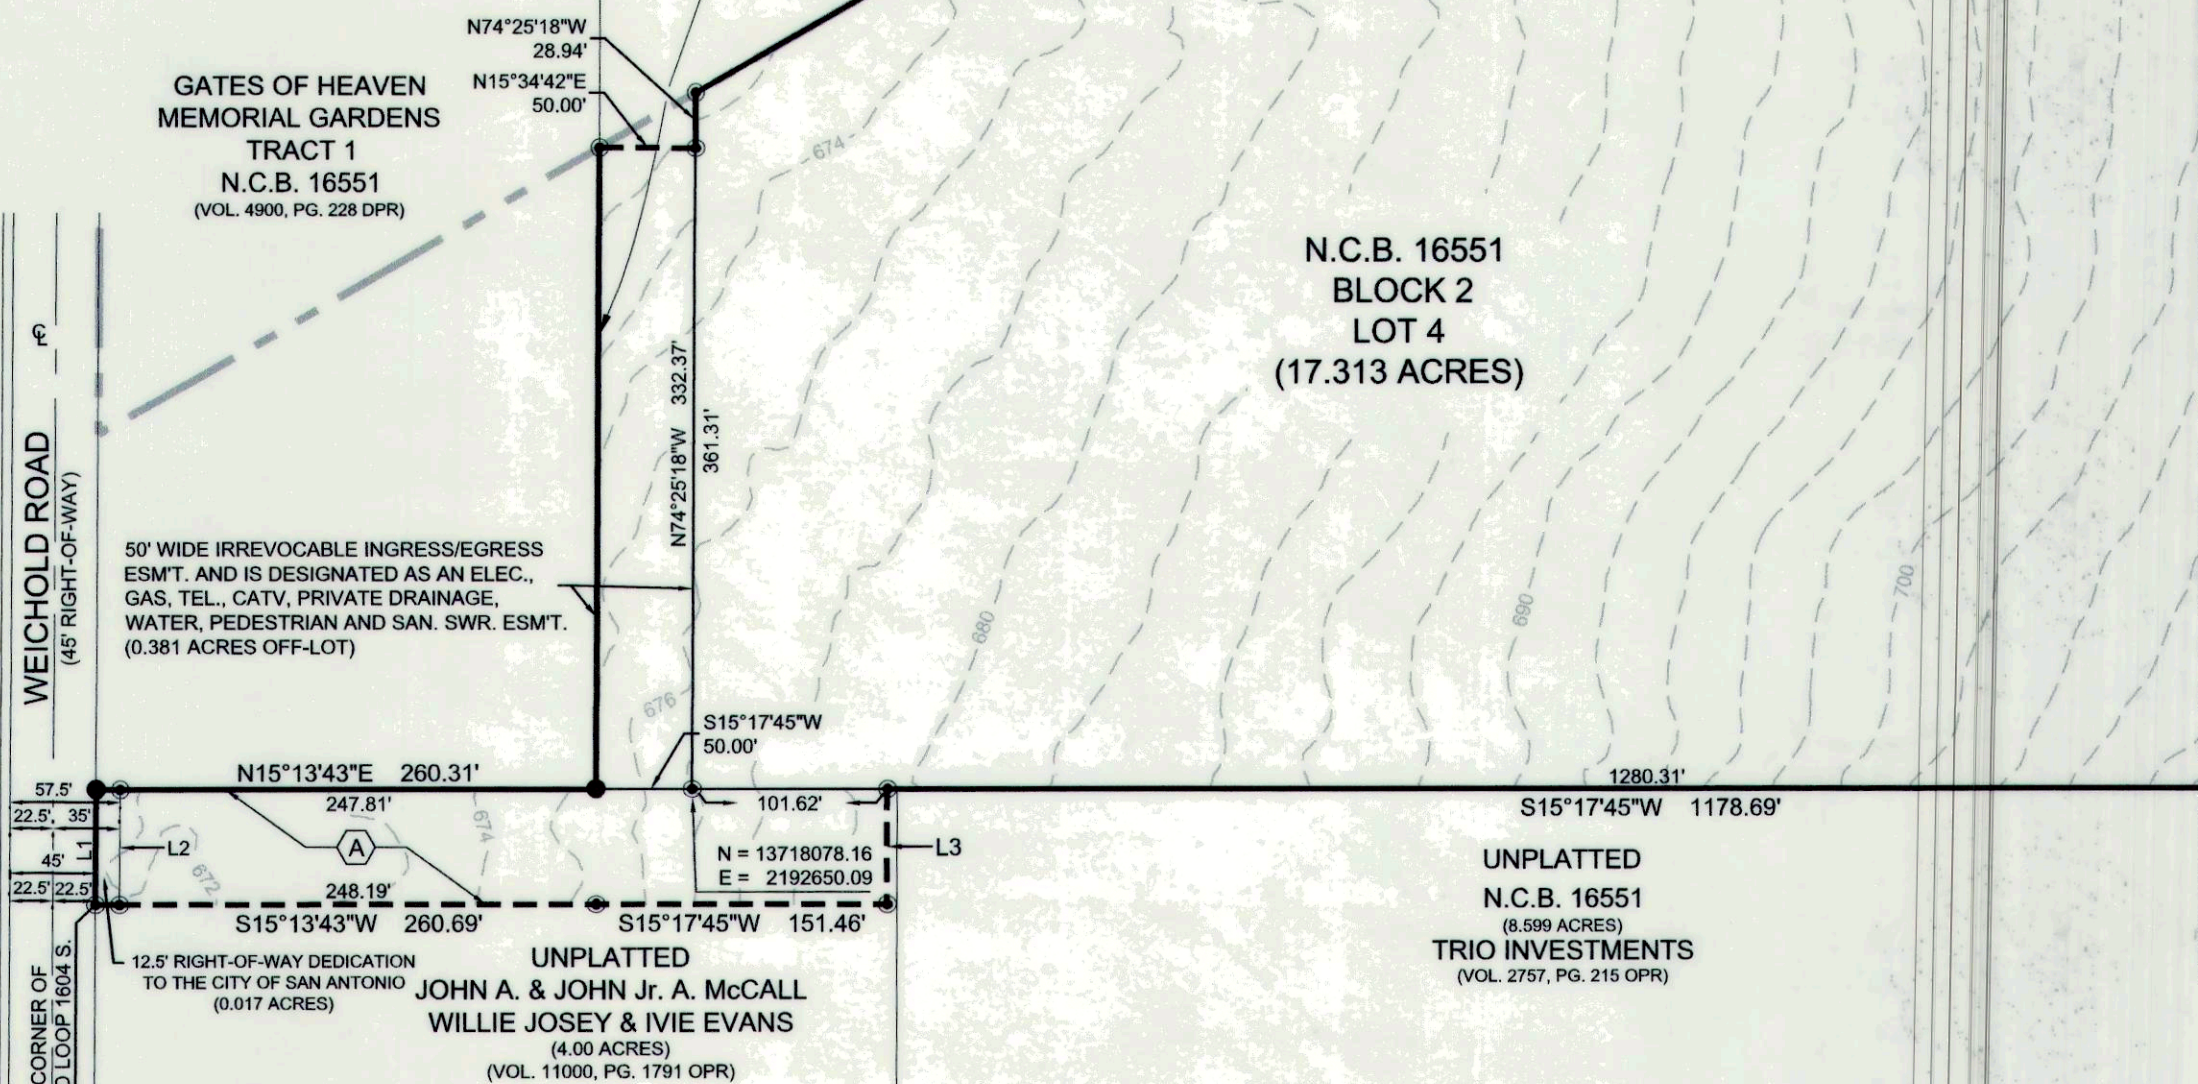 N74°25'18"W
28.94'
N15°34'42"E
50.00'
GATES OF HEAVEN
MEMORIAL GARDENS
TRACT 1
N.C.B. 16551
(VOL. 4900, PG. 228 DPR)
674
N.C.B. 16551
BLOCK 2
LOT 4
(17.313 ACRES)
℄
WEICHOLD ROAD
(45' RIGHT-OF-WAY)
N74°25'18"W 332.37'
361.31'
50' WIDE IRREVOCABLE INGRESS/EGRESS
ESM'T. AND IS DESIGNATED AS AN ELEC.,
GAS, TEL., CATV, PRIVATE DRAINAGE,
WATER, PEDESTRIAN AND SAN. SWR. ESM'T.
(0.381 ACRES OFF-LOT)
680
690
700
676
S15°17'45"W
50.00'
N15°13'43"E 260.31'
247.81'
101.62'
1280.31'
S15°17'45"W 1178.69'
57.5'
22.5' 35'
45'
22.5' 22.5'
L1
L2
A
672
674
L3
N = 13718078.16
E = 2192650.09
248.19'
S15°13'43"W 260.69'
S15°17'45"W 151.46'
UNPLATTED
N.C.B. 16551
(8.599 ACRES)
TRIO INVESTMENTS
(VOL. 2757, PG. 215 OPR)
12.5' RIGHT-OF-WAY DEDICATION
TO THE CITY OF SAN ANTONIO
(0.017 ACRES)
UNPLATTED
JOHN A. & JOHN Jr. A. McCALL
WILLIE JOSEY & IVIE EVANS
(4.00 ACRES)
(VOL. 11000, PG. 1791 OPR)
CORNER OF
LOOP 1604 S.